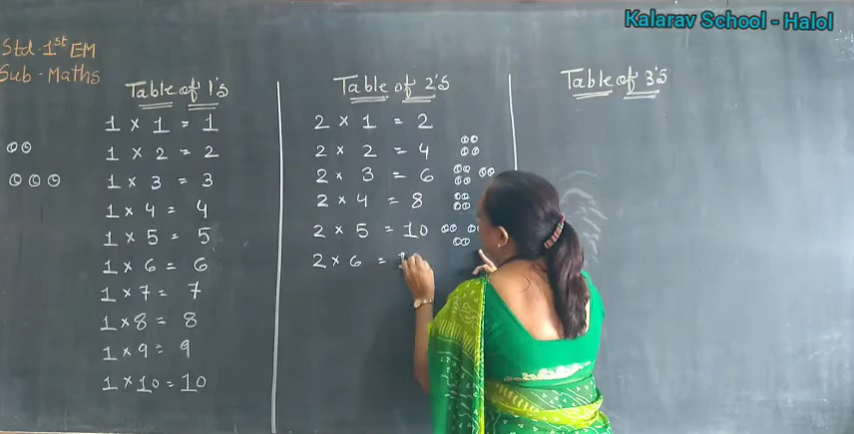 Kalarav School - Halol
Std - 1st EM
Sub - Maths
Table of 1's
1 × 1 = 1
1 × 2 = 2
1 × 3 = 3
1 × 4 = 4
1 × 5 = 5
1 × 6 = 6
1 × 7 = 7
1 × 8 = 8
1 × 9 = 9
1 × 10 = 10
Table of 2's
2 × 1 = 2
2 × 2 = 4
2 × 3 = 6
2 × 4 = 8
2 × 5 = 10
2 × 6 = 1
Table of 3's